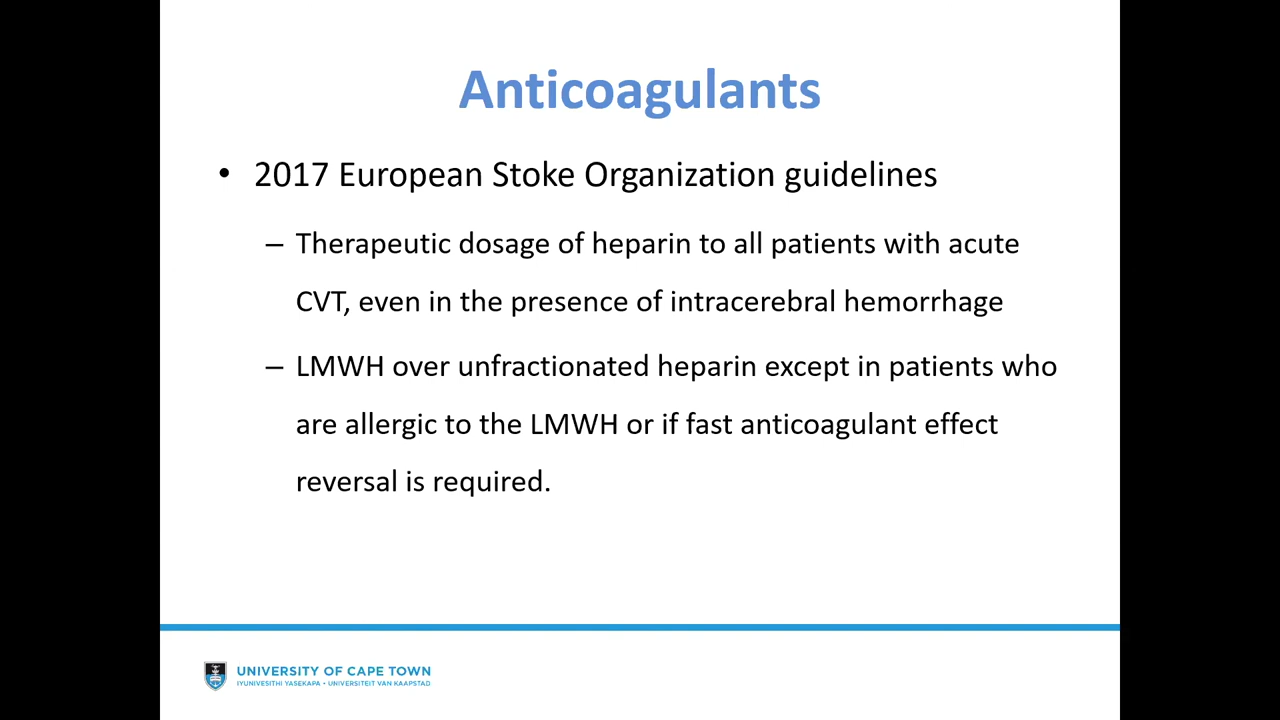 Anticoagulants
• 2017 European Stoke Organization guidelines
– Therapeutic dosage of heparin to all patients with acute
CVT, even in the presence of intracerebral hemorrhage
– LMWH over unfractionated heparin except in patients who
are allergic to the LMWH or if fast anticoagulant effect
reversal is required.
UNIVERSITY OF CAPE TOWN
IYUNIVESITHI YASEKAPA • UNIVERSITEIT VAN KAAPSTAD